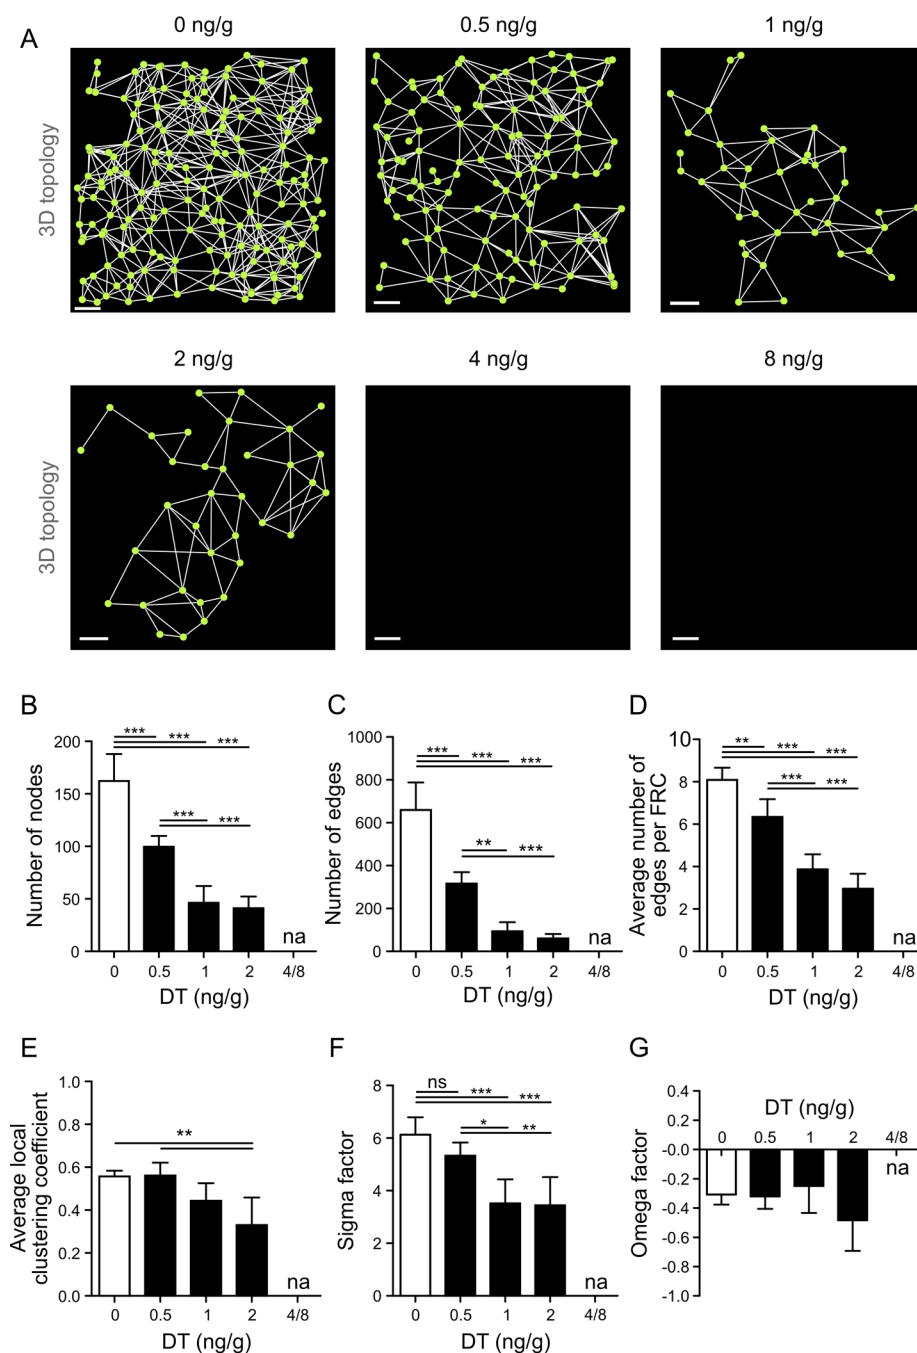 A
0 ng/g
0.5 ng/g
1 ng/g
3D topology
2 ng/g
4 ng/g
8 ng/g
3D topology
B
Number of nodes
200
150
100
50
0
***
***
***
***
***
na
0
0.5
1
2
4/8
DT (ng/g)
C
Number of edges
1000
800
600
400
200
0
***
***
***
**
***
na
0
0.5
1
2
4/8
DT (ng/g)
D
Average number of
edges per FRC
10
8
6
4
2
0
**
***
***
***
***
na
0
0.5
1
2
4/8
DT (ng/g)
E
Average local
clustering coefficient
1.0
0.8
0.6
0.4
0.2
0.0
**
na
0
0.5
1
2
4/8
DT (ng/g)
F
Sigma factor
8
6
4
2
0
ns
***
***
*
**
na
0
0.5
1
2
4/8
DT (ng/g)
G
Omega factor
0.4
0.2
-0.0
-0.2
-0.4
-0.6
-0.8
-1.0
DT (ng/g)
0
0.5
1
2
4/8
na